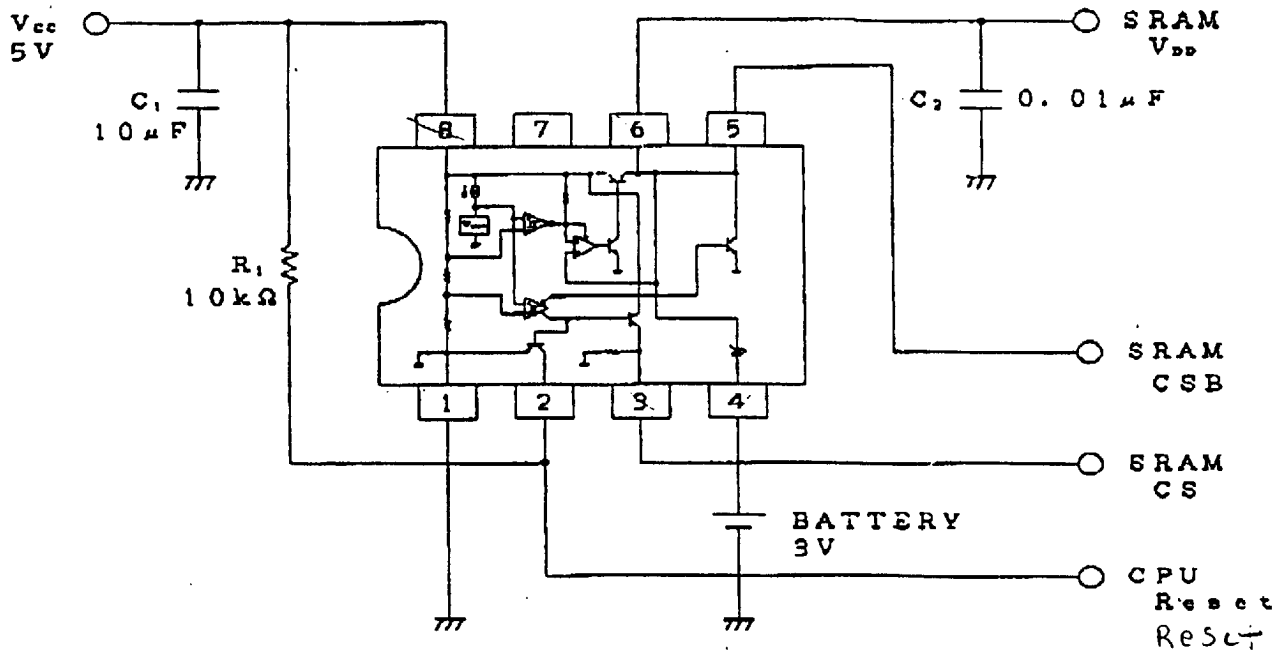 Vcc
5V
C₁
10μF
R₁
10kΩ
8
7
6
5
SRAM
VDD
C₂
0.01μF
1
2
3
4
SRAM
CSB
SRAM
CS
BATTERY
3V
CPU
Reset
ReSeT